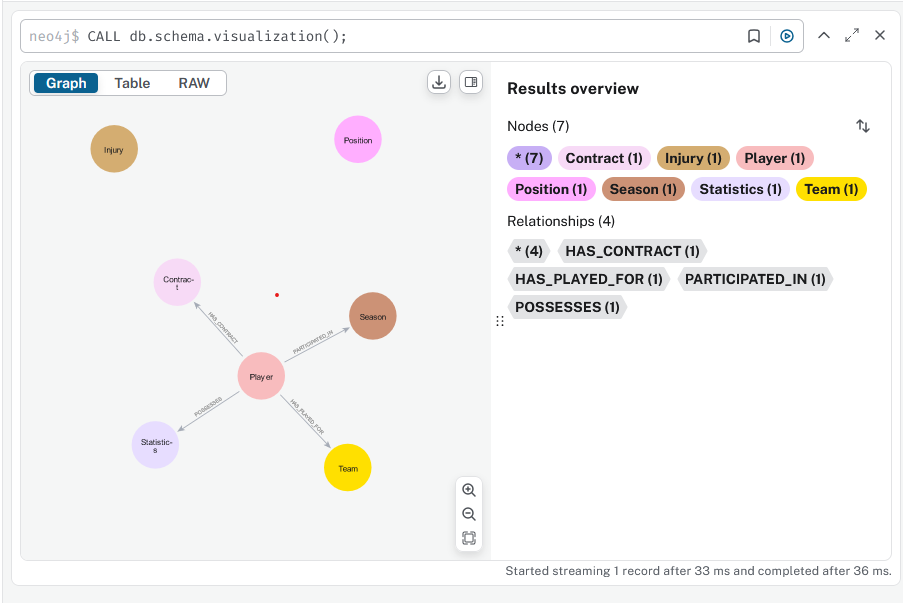 neo4j$ CALL db.schema.visualization();
Graph Table RAW
Injury
Position
Contrac-
t
HAS_CONTRACT
PARTICIPATED_IN
Season
Player
POSSESSES
HAS_PLAYED_FOR
Statistic-
s
Team
Results overview
Nodes (7)
* (7) Contract (1) Injury (1) Player (1)
Position (1) Season (1) Statistics (1) Team (1)
Relationships (4)
* (4) HAS_CONTRACT (1)
HAS_PLAYED_FOR (1) PARTICIPATED_IN (1)
POSSESSES (1)
Started streaming 1 record after 33 ms and completed after 36 ms.